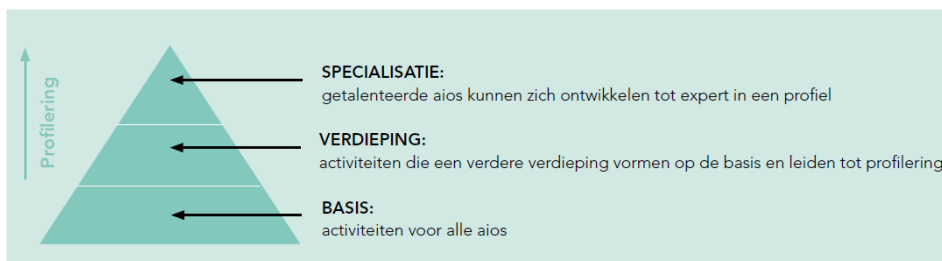 Profilering
SPECIALISATIE:
getalenteerde aios kunnen zich ontwikkelen tot expert in een profiel
VERDIEPING:
activiteiten die een verdere verdieping vormen op de basis en leiden tot profilering
BASIS:
activiteiten voor alle aios